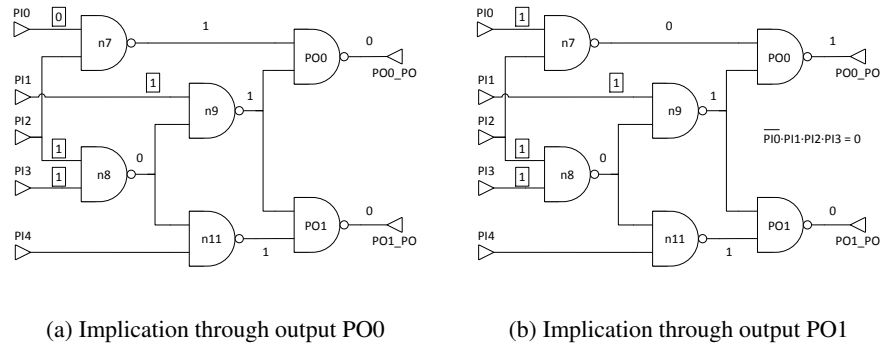 PI0
0
n7
1
PO0
0
PO0_PO
PI1
1
n9
1
PI2
1
0
PI3
1
n8
PI4
n11
1
PO1
0
PO1_PO
(a) Implication through output PO0
PI0
1
n7
0
PO0
1
PO0_PO
PI1
1
n9
1
PI2
P̅I̅0̅·PI1·PI2·PI3 = 0
1
0
PI3
1
n8
PI4
n11
1
PO1
0
PO1_PO
(b) Implication through output PO1